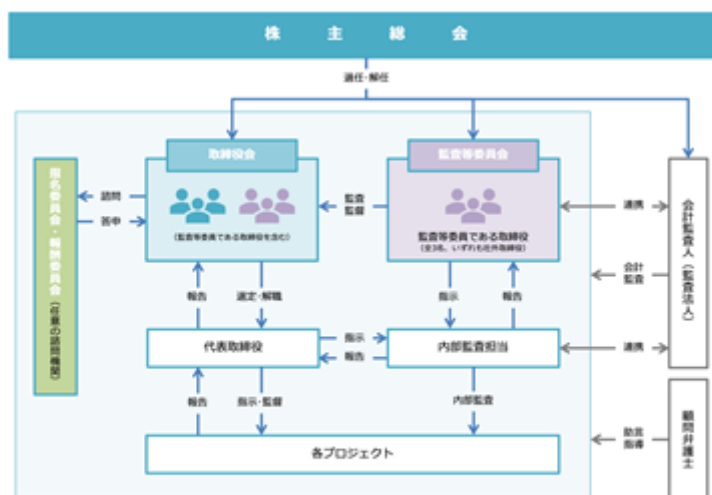 株主総会
選任・解任
取締役会
監査等委員会
指名委員会・報酬委員会(任意の諮問機関)
諮問
答申
(監査等委員である取締役を含む)
監査
監督
監査等委員である取締役
(全3名、いずれも社外取締役)
連携
会計監査人(監査法人)
会計
監査
報告
選定・解職
指示
報告
代表取締役
指示
報告
内部監査担当
連携
報告
指示・監督
内部監査
各プロジェクト
助言
指導
顧問弁護士